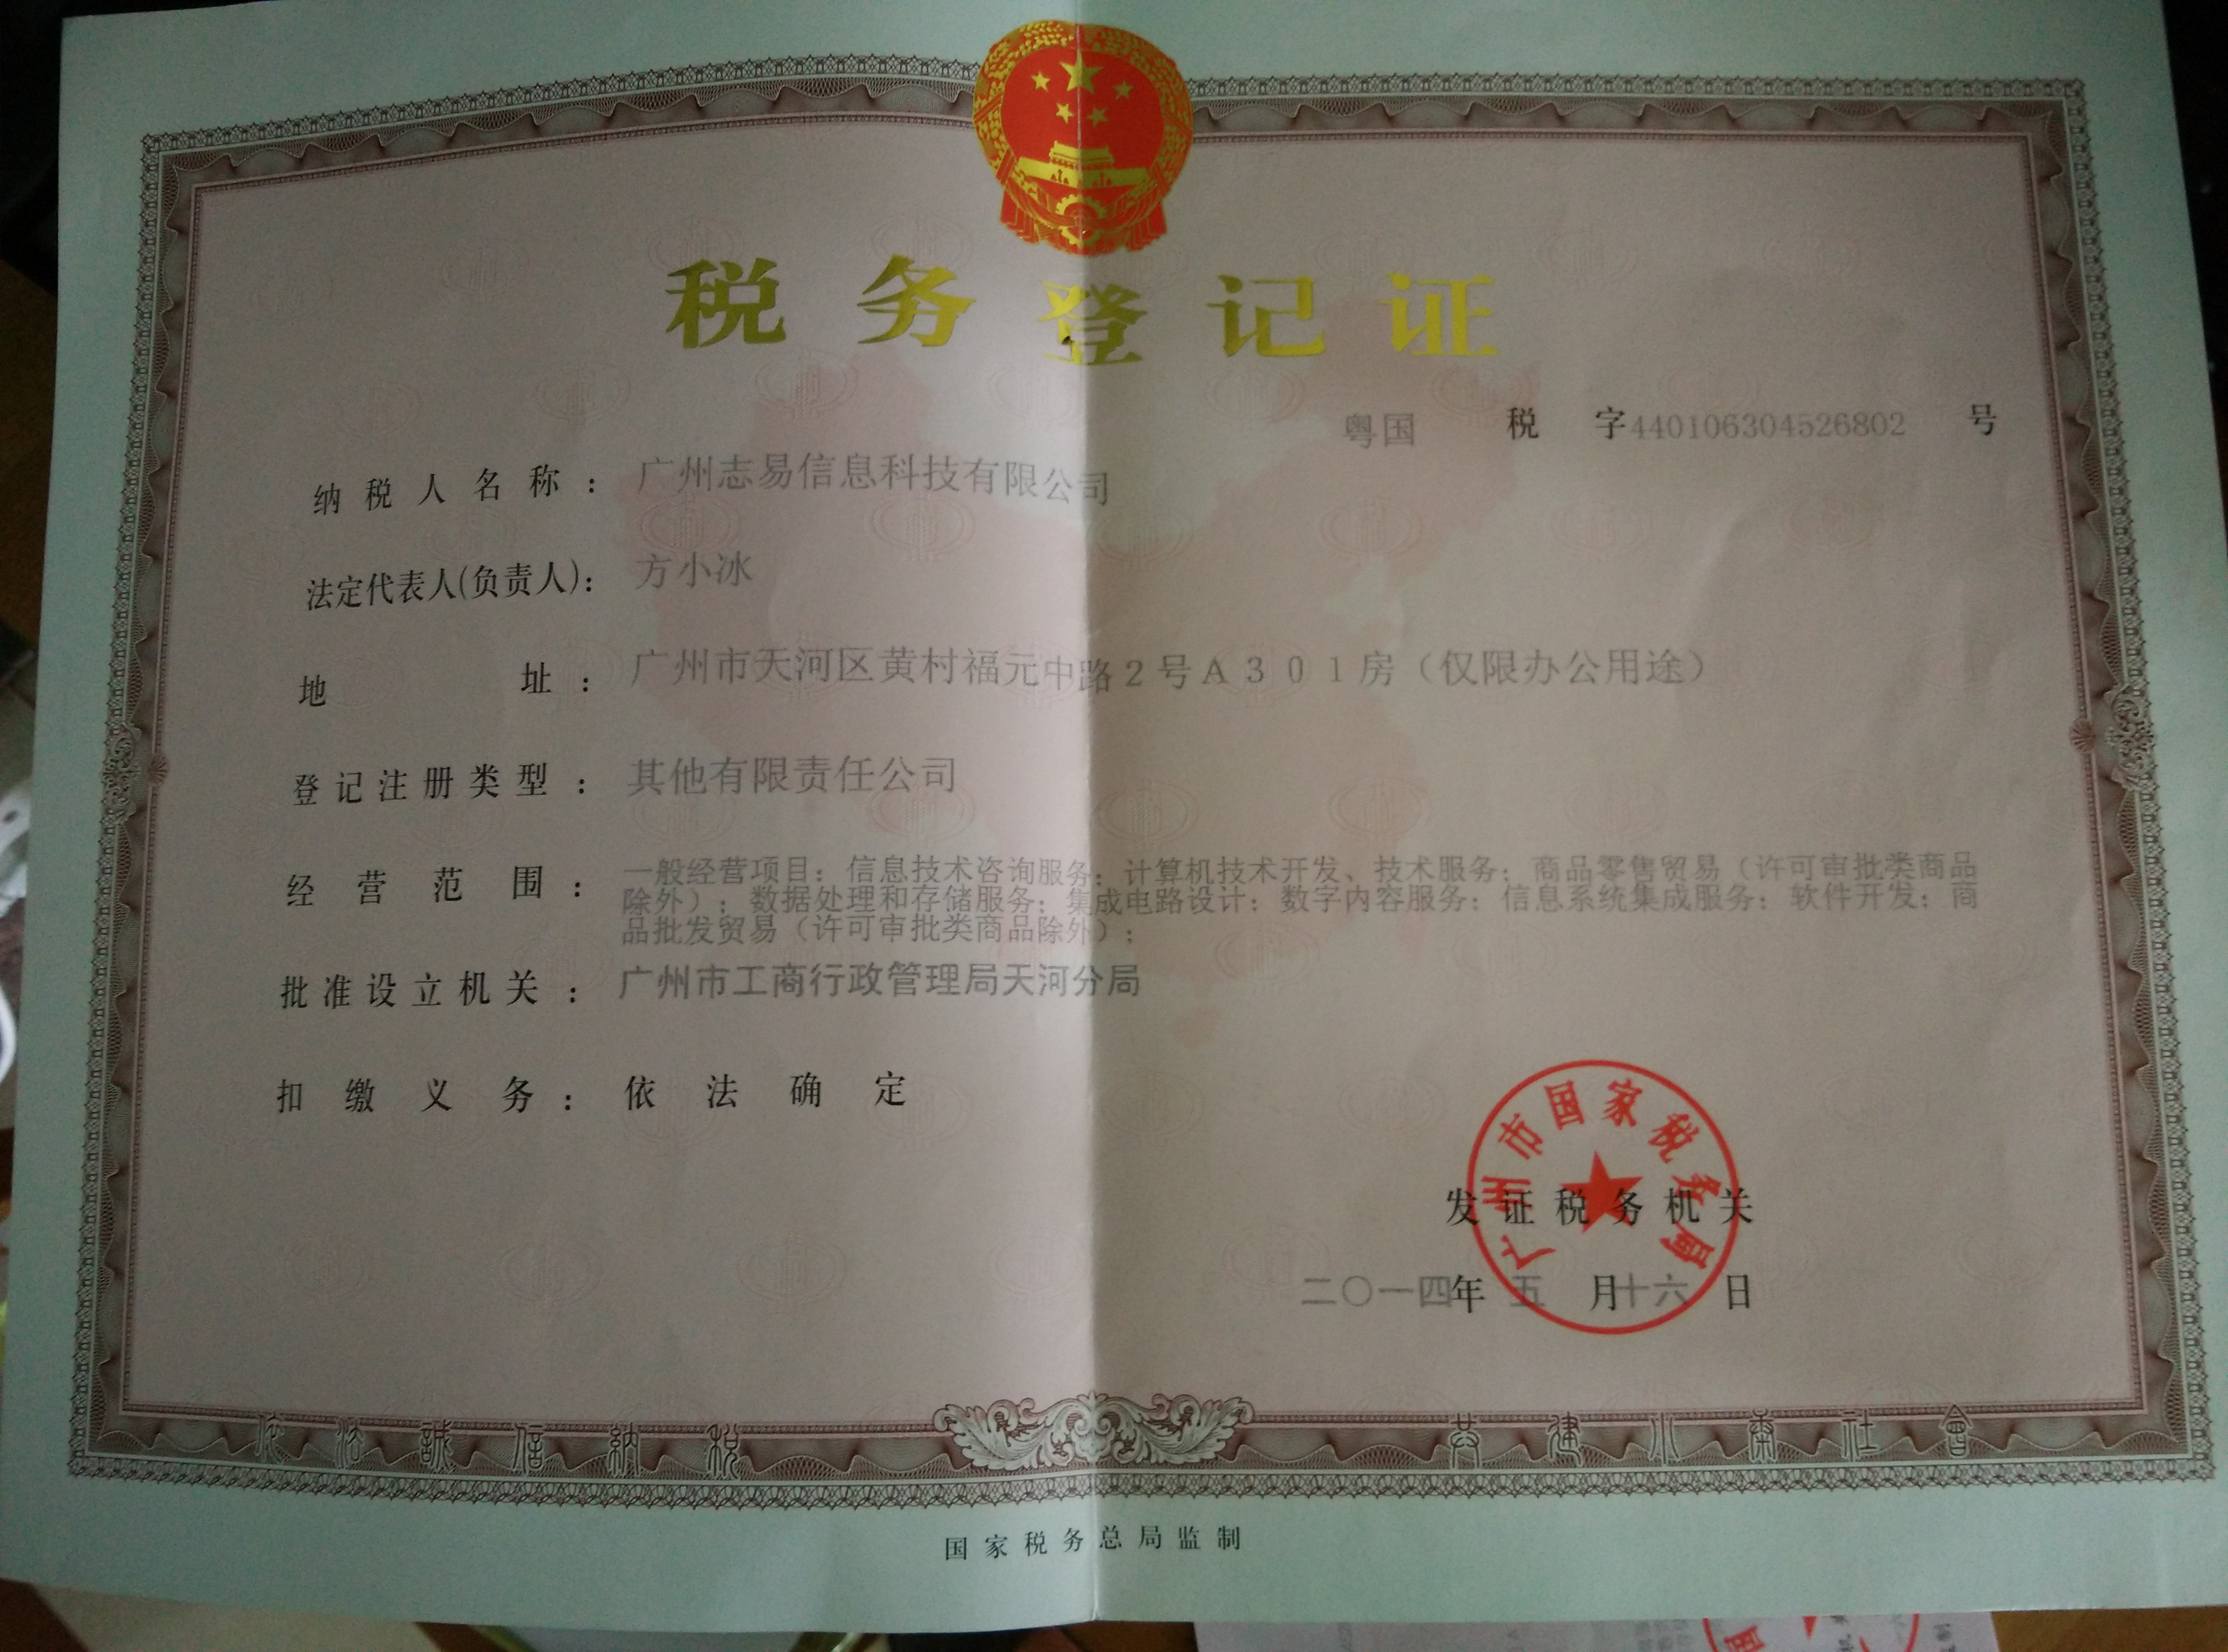 税务登记证
粤国 税 字440106304526802 号
纳税人名称：广州志易信息科技有限公司
法定代表人(负责人)：方小冰
地址：广州市天河区黄村福元中路２号Ａ３０１房（仅限办公用途）
登记注册类型：其他有限责任公司
经营范围：一般经营项目：信息技术咨询服务；计算机技术开发、技术服务；商品零售贸易（许可审批类商品
除外）；数据处理和存储服务；集成电路设计；数字内容服务；信息系统集成服务；软件开发；商
品批发贸易（许可审批类商品除外）；
批准设立机关：广州市工商行政管理局天河分局
扣缴义务：依法确定
广州市国家税务局
发证税务机关
二〇一四年 五 月十六 日
依法誠信納税 共建小康社會
国家税务总局监制